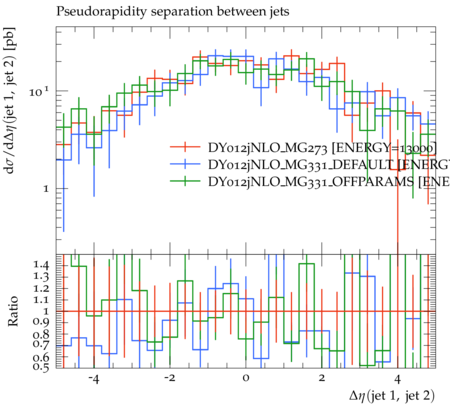 Pseudorapidity separation between jets
dσ/dΔη(jet 1, jet 2) [pb]
10¹
1
DY012jNLO_MG273 [ENERGY=13000]
DY012jNLO_MG331_DEFAULT [ENERGY
DY012jNLO_MG331_OFFPARAMS [ENE
Ratio
1.4
1.3
1.2
1.1
1
0.9
0.8
0.7
0.6
0.5
-4 -2 0 2 4
Δη(jet 1, jet 2)